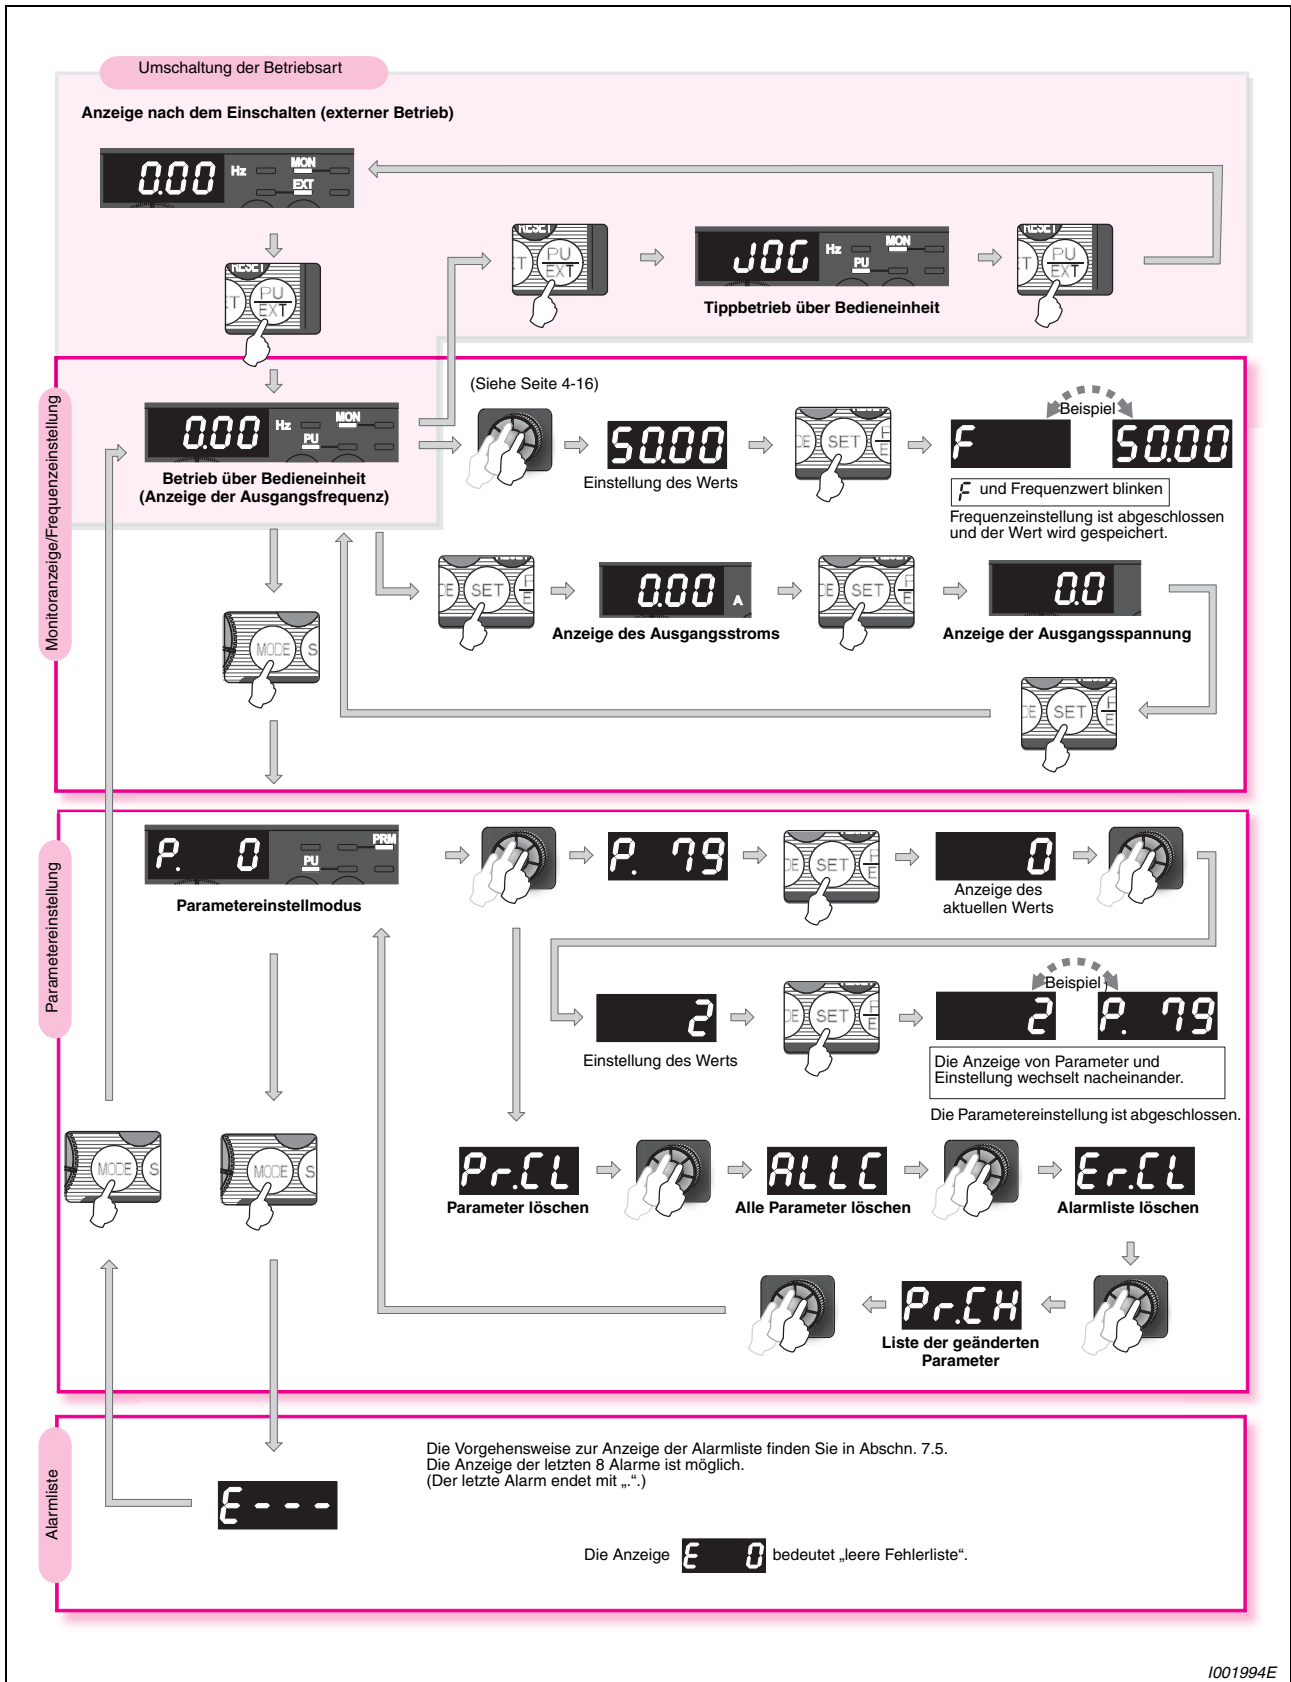 Umschaltung der Betriebsart
Anzeige nach dem Einschalten (externer Betrieb)
0.00 Hz MON EXT
RESET PU EXT
RESET PU EXT
JOG Hz MON PU
RESET PU EXT
Tippbetrieb über Bedieneinheit
Monitoranzeige/Frequenzeinstellung
(Siehe Seite 4-16)
0.00 Hz MON PU
Betrieb über Bedieneinheit
(Anzeige der Ausgangsfrequenz)
50.00
Einstellung des Werts
SET
Beispiel
F 50.00
F und Frequenzwert blinken
Frequenzeinstellung ist abgeschlossen
und der Wert wird gespeichert.
SET
0.00 A
Anzeige des Ausgangsstroms
SET
0.0
Anzeige der Ausgangsspannung
MODE S
SET
Parametereinstellung
P. 0 PU PRM
Parametereinstellmodus
P. 79
SET
0
Anzeige des
aktuellen Werts
2
Einstellung des Werts
SET
Beispiel
2 P. 79
Die Anzeige von Parameter und
Einstellung wechselt nacheinander.
Die Parametereinstellung ist abgeschlossen.
MODE S
MODE S
Pr.CL
Parameter löschen
ALLC
Alle Parameter löschen
Er.CL
Alarmliste löschen
Pr.CH
Liste der geänderten
Parameter
Alarmliste
E---
Die Vorgehensweise zur Anzeige der Alarmliste finden Sie in Abschn. 7.5.
Die Anzeige der letzten 8 Alarme ist möglich.
(Der letzte Alarm endet mit „.“.)
Die Anzeige E 0 bedeutet „leere Fehlerliste“.
I001994E